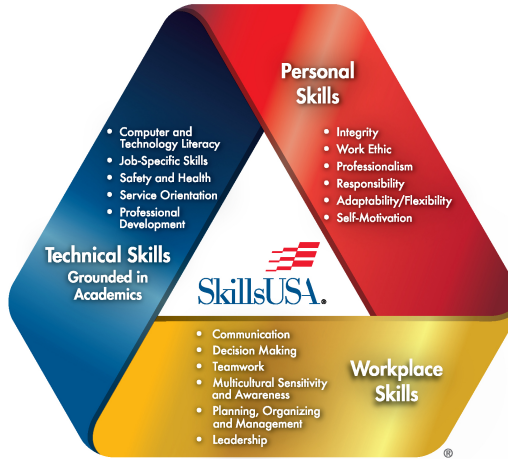 Personal
Skills
• Integrity
• Work Ethic
• Professionalism
• Responsibility
• Adaptability/Flexibility
• Self-Motivation
• Computer and
Technology Literacy
• Job-Specific Skills
• Safety and Health
• Service Orientation
• Professional
Development
Technical Skills
Grounded in
Academics
SkillsUSA®
• Communication
• Decision Making
• Teamwork
• Multicultural Sensitivity
and Awareness
• Planning, Organizing
and Management
• Leadership
Workplace
Skills
®